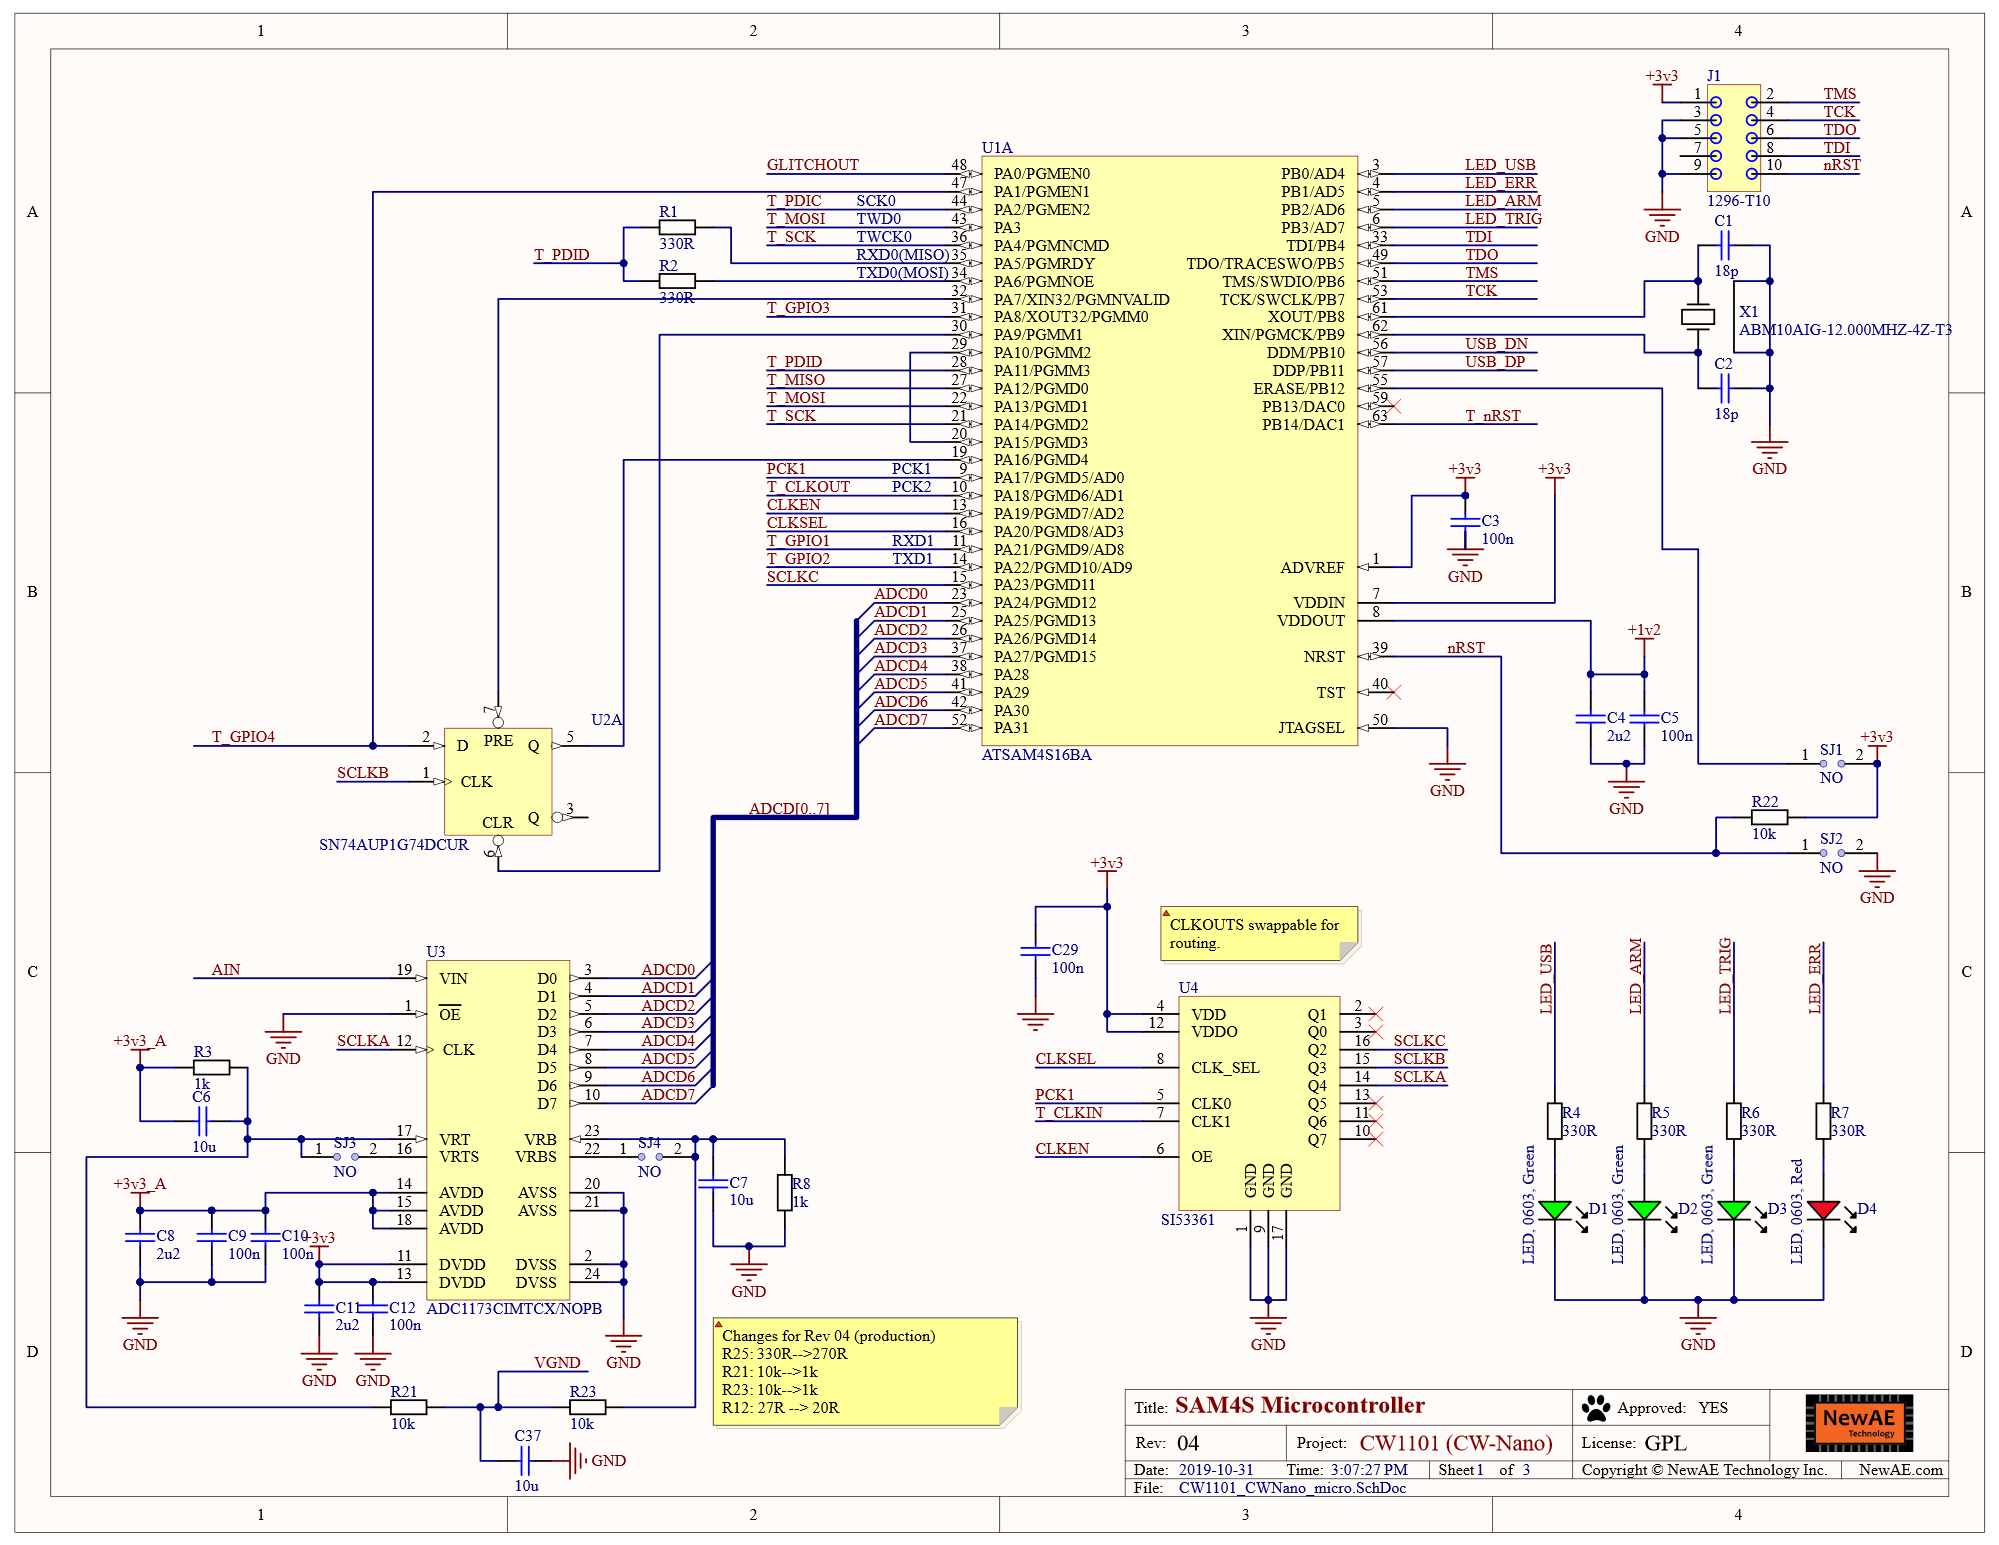 1
2
3
4
A
B
C
D
A
B
C
D
1
2
3
4
U1A
GLITCHOUT 48 PA0/PGMEN0
47 PA1/PGMEN1
T_PDIC SCK0 44 PA2/PGMEN2
T_MOSI TWD0 43 PA3
T_SCK TWCK0 36 PA4/PGMNCMD
RXD0(MISO) 35 PA5/PGMRDY
TXD0(MOSI) 34 PA6/PGMNOE
32 PA7/XIN32/PGMNVALID
T_GPIO3 31 PA8/XOUT32/PGMM0
30 PA9/PGMM1
29 PA10/PGMM2
T_PDID 28 PA11/PGMM3
T_MISO 27 PA12/PGMD0
T_MOSI 22 PA13/PGMD1
T_SCK 21 PA14/PGMD2
20 PA15/PGMD3
19 PA16/PGMD4
PCK1 PCK1 9 PA17/PGMD5/AD0
T_CLKOUT PCK2 10 PA18/PGMD6/AD1
CLKEN 13 PA19/PGMD7/AD2
CLKSEL 16 PA20/PGMD8/AD3
T_GPIO1 RXD1 11 PA21/PGMD9/AD8
T_GPIO2 TXD1 14 PA22/PGMD10/AD9
SCLKC 15 PA23/PGMD11
ADCD0 23 PA24/PGMD12
ADCD1 25 PA25/PGMD13
ADCD2 26 PA26/PGMD14
ADCD3 37 PA27/PGMD15
ADCD4 38 PA28
ADCD5 41 PA29
ADCD6 42 PA30
ADCD7 52 PA31
PB0/AD4 3 LED_USB
PB1/AD5 4 LED_ERR
PB2/AD6 5 LED_ARM
PB3/AD7 6 LED_TRIG
TDI/PB4 33 TDI
TDO/TRACESWO/PB5 49 TDO
TMS/SWDIO/PB6 51 TMS
TCK/SWCLK/PB7 53 TCK
XOUT/PB8 61
XIN/PGMCK/PB9 62
DDM/PB10 56 USB_DN
DDP/PB11 57 USB_DP
ERASE/PB12 55
PB13/DAC0 59
PB14/DAC1 63 T_nRST
ADVREF 1
VDDIN 7
VDDOUT 8
NRST 39 nRST
TST 40
JTAGSEL 50
GND
ATSAM4S16BA
T_PDID
R1
330R
R2
330R
+3v3
J1
1 2 TMS
3 4 TCK
5 6 TDO
7 8 TDI
9 10 nRST
1296-T10
GND
C1
18p
X1
ABM10AIG-12.000MHZ-4Z-T3
C2
18p
GND
+3v3
+3v3
C3
100n
GND
+1v2
C4
2u2
C5
100n
GND
1 SJ1 2
NO
+3v3
R22
10k
1 SJ2 2
NO
GND
U2A
T_GPIO4 2 D
SCLKB 1 CLK
7 PRE
Q 5
Q 3
CLR
6
SN74AUP1G74DCUR
ADCD[0..7]
U3
AIN 19 VIN
1 OE
GND
SCLKA 12 CLK
17 VRT
16 VRTS
14 AVDD
15 AVDD
18 AVDD
11 DVDD
13 DVDD
D0 3 ADCD0
D1 4 ADCD1
D2 5 ADCD2
D3 6 ADCD3
D4 7 ADCD4
D5 8 ADCD5
D6 9 ADCD6
D7 10 ADCD7
VRB 23
VRBS 22
AVSS 20
AVSS 21
DVSS 2
DVSS 24
GND
ADC1173CIMTCX/NOPB
+3v3_A
R3
1k
C6
10u
1 SJ3 2
NO
1 SJ4 2
NO
C7
10u
R8
1k
GND
+3v3_A
C8
2u2
C9
100n
C10
100n
GND
+3v3
C11
2u2
C12
100n
GND
GND
VGND
R21
10k
R23
10k
C37
10u
GND
Changes for Rev 04 (production)
R25: 330R-->270R
R21: 10k-->1k
R23: 10k-->1k
R12: 27R --> 20R
+3v3
C29
100n
CLKOUTS swappable for
routing.
U4
4 VDD
12 VDDO
CLKSEL 8 CLK_SEL
PCK1 5 CLK0
T_CLKIN 7 CLK1
CLKEN 6 OE
Q1 2
Q0 3
Q2 16 SCLKC
Q3 15 SCLKB
Q4 14 SCLKA
Q5 13
Q6 11
Q7 10
GND GND GND
1 9 17
SI53361
GND
LED_USB
LED_ARM
LED_TRIG
LED_ERR
R4
330R
R5
330R
R6
330R
R7
330R
LED, 0603, Green
D1
LED, 0603, Green
D2
LED, 0603, Green
D3
LED, 0603, Red
D4
GND
Title: SAM4S Microcontroller
Approved: YES
Rev: 04
Project: CW1101 (CW-Nano)
License: GPL
NewAE
Technology
Date: 2019-10-31 Time: 3:07:27 PM Sheet 1 of 3
Copyright © NewAE Technology Inc. NewAE.com
File: CW1101_CWNano_micro.SchDoc